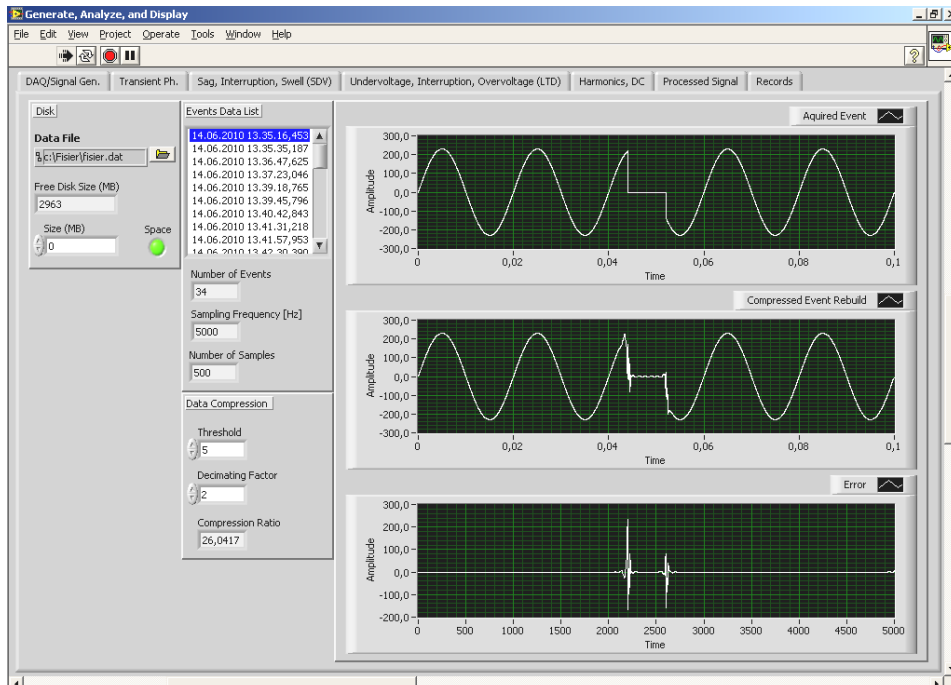 Generate, Analyze, and Display
File Edit View Project Operate Tools Window Help
DAQ/Signal Gen. Transient Ph. Sag, Interruption, Swell (SDV) Undervoltage, Interruption, Overvoltage (LTD) Harmonics, DC Processed Signal Records
Disk
Data File
c:\Fisier\fisier.dat
Free Disk Size (MB)
2963
Size (MB) Space
0
Events Data List
14.06.2010 13.35.16,453
14.06.2010 13.35.35,187
14.06.2010 13.36.47,625
14.06.2010 13.37.23,046
14.06.2010 13.39.18,765
14.06.2010 13.39.45,796
14.06.2010 13.40.42,843
14.06.2010 13.41.31,218
14.06.2010 13.41.57,953
14.06.2010 13.42.30,390
Number of Events
34
Sampling Frequency [Hz]
5000
Number of Samples
500
Data Compression
Threshold
5
Decimating Factor
2
Compression Ratio
26,0417
Aquired Event
Amplitude
300,0
200,0
100,0
0,0
-100,0
-200,0
-300,0
0 0,02 0,04 0,06 0,08 0,1
Time
Compressed Event Rebuild
Amplitude
300,0
200,0
100,0
0,0
-100,0
-200,0
-300,0
0 0,02 0,04 0,06 0,08 0,1
Time
Error
Amplitude
300,0
200,0
100,0
0,0
-100,0
-200,0
0 500 1000 1500 2000 2500 3000 3500 4000 4500 5000
Time